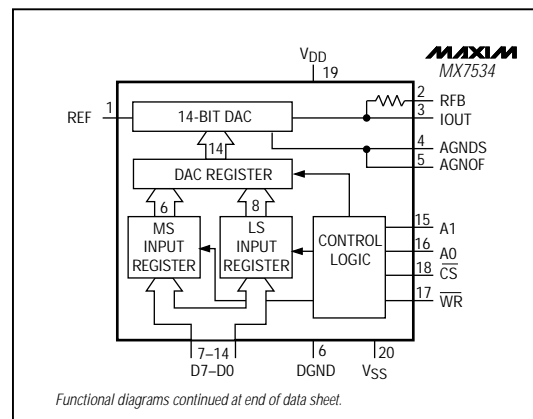 VDD
19
MAXIM
MX7534
REF
1
14-BIT DAC
2
RFB
3
IOUT
4
AGNDS
5
AGNOF
14
DAC REGISTER
6
8
MS
INPUT
REGISTER
LS
INPUT
REGISTER
CONTROL
LOGIC
15
A1
16
A0
18
CS
17
WR
7–14
D7–D0
6
DGND
20
VSS
Functional diagrams continued at end of data sheet.